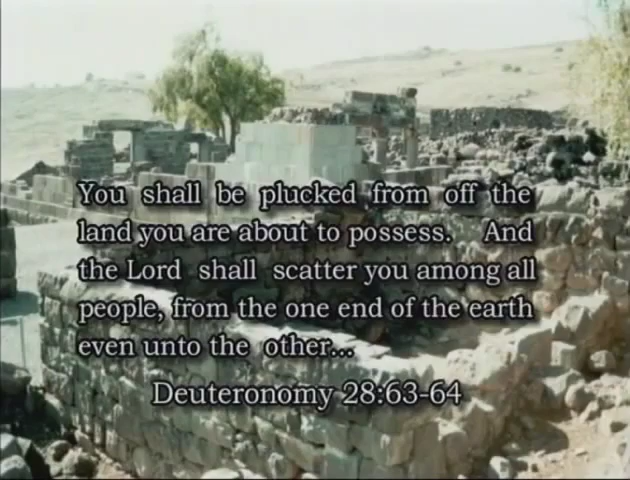 You shall be plucked from off the
land you are about to possess. And
the Lord shall scatter you among all
people, from the one end of the earth
even unto the other...
Deuteronomy 28:63-64